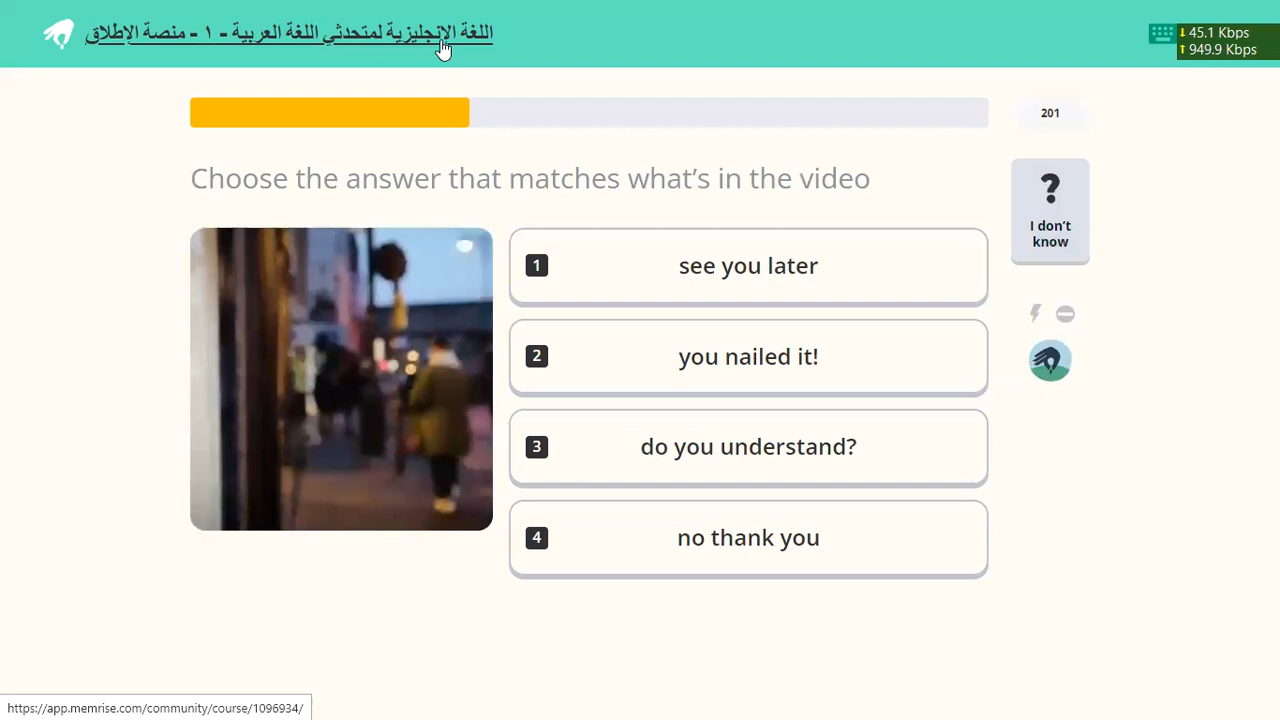 اللغة الإنجليزية لمتحدثي اللغة العربية - ١ - منصة الإطلاق
45.1 Kbps
949.9 Kbps
201
Choose the answer that matches what's in the video
?
I don't
know
1 see you later
2 you nailed it!
3 do you understand?
4 no thank you
https://app.memrise.com/community/course/1096934/